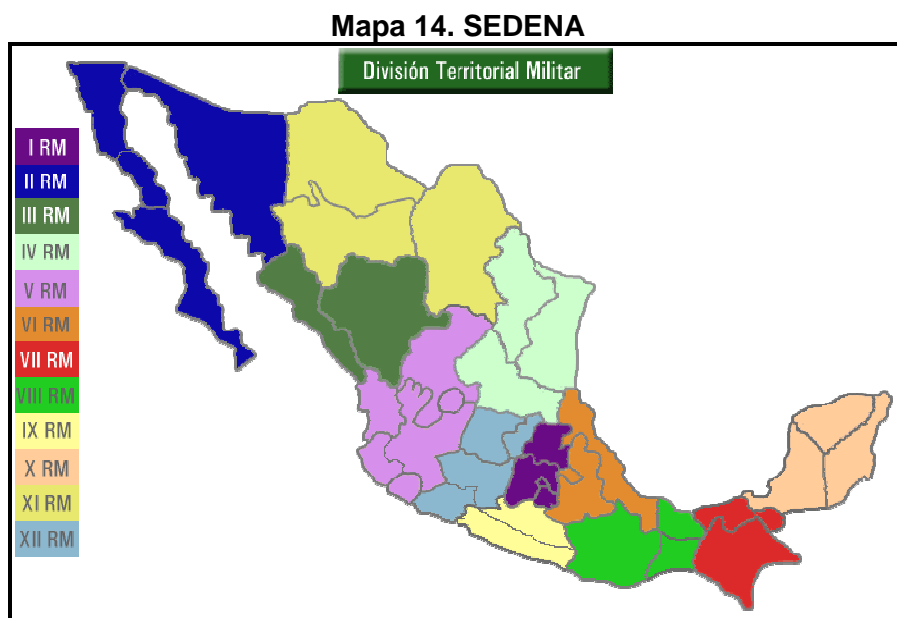 Mapa 14. SEDENA
División Territorial Militar
I RM
II RM
III RM
IV RM
V RM
VI RM
VII RM
VIII RM
IX RM
X RM
XI RM
XII RM